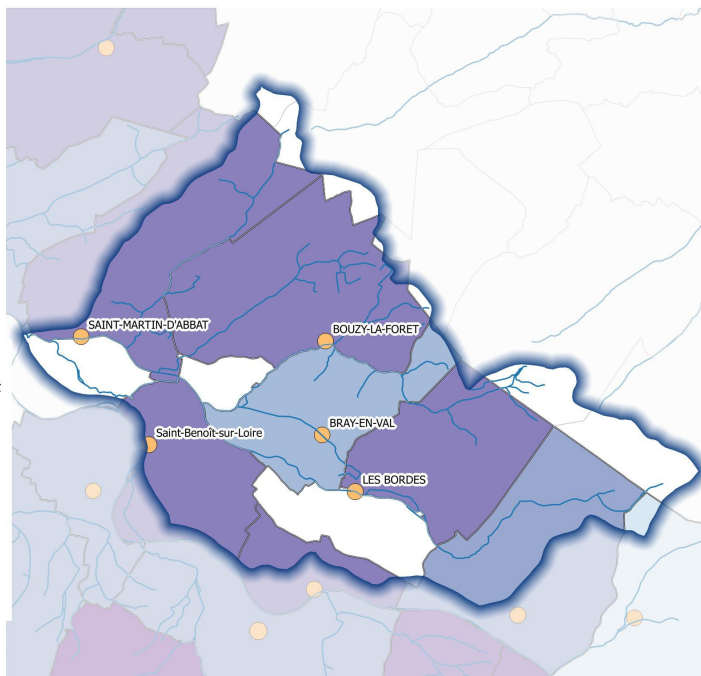 SAINT-MARTIN-D'ABBAT
BOUZY-LA-FORET
Saint-Benoît-sur-Loire
BRAY-EN-VAL
LES BORDES